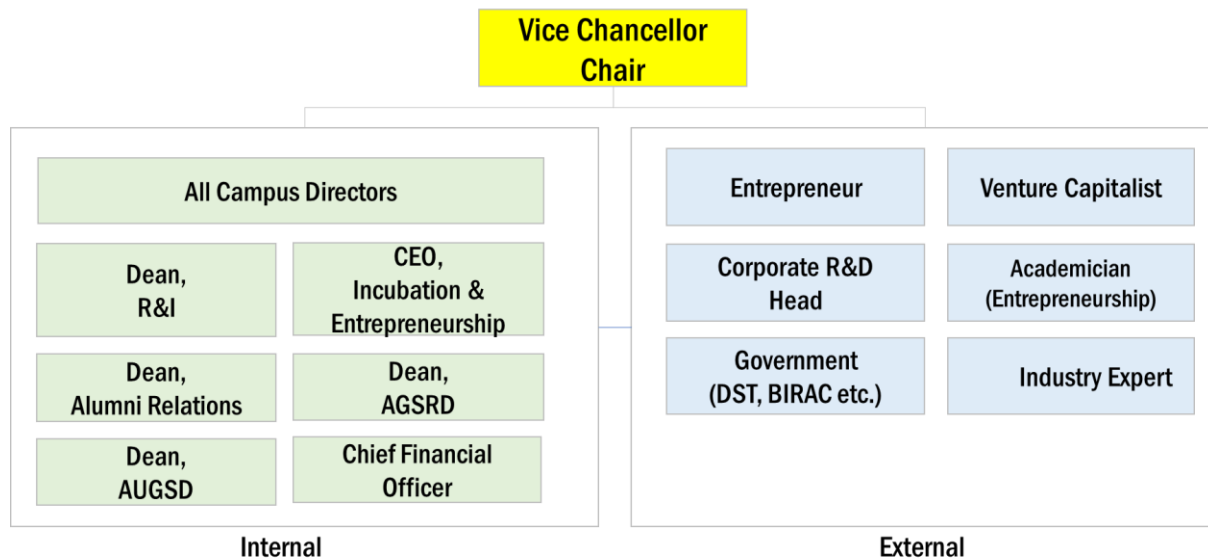 Vice Chancellor
Chair
All Campus Directors
Dean,
R&I
CEO,
Incubation &
Entrepreneurship
Dean,
Alumni Relations
Dean,
AGSRD
Dean,
AUGSD
Chief Financial
Officer
Internal
Entrepreneur
Venture Capitalist
Corporate R&D
Head
Academician
(Entrepreneurship)
Government
(DST, BIRAC etc.)
Industry Expert
External